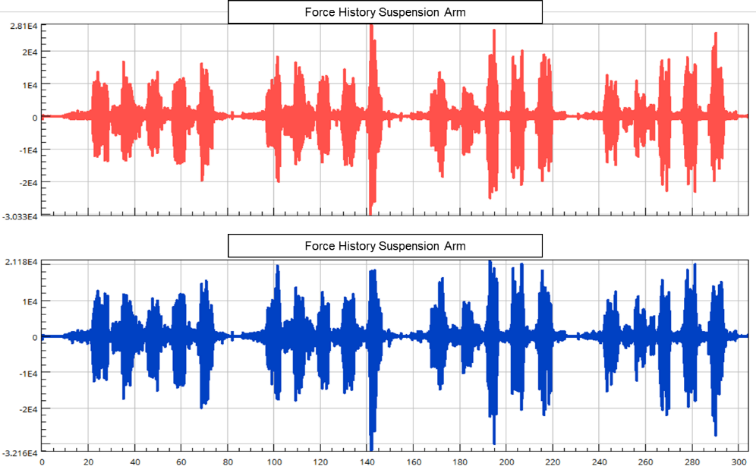 Force History Suspension Arm
2.81E4
2E4
1E4
0
-1E4
-2E4
-3.033E4
Force History Suspension Arm
2.118E4
1E4
0
-1E4
-2E4
-3.216E4
0 20 40 60 80 100 120 140 160 180 200 220 240 260 280 300